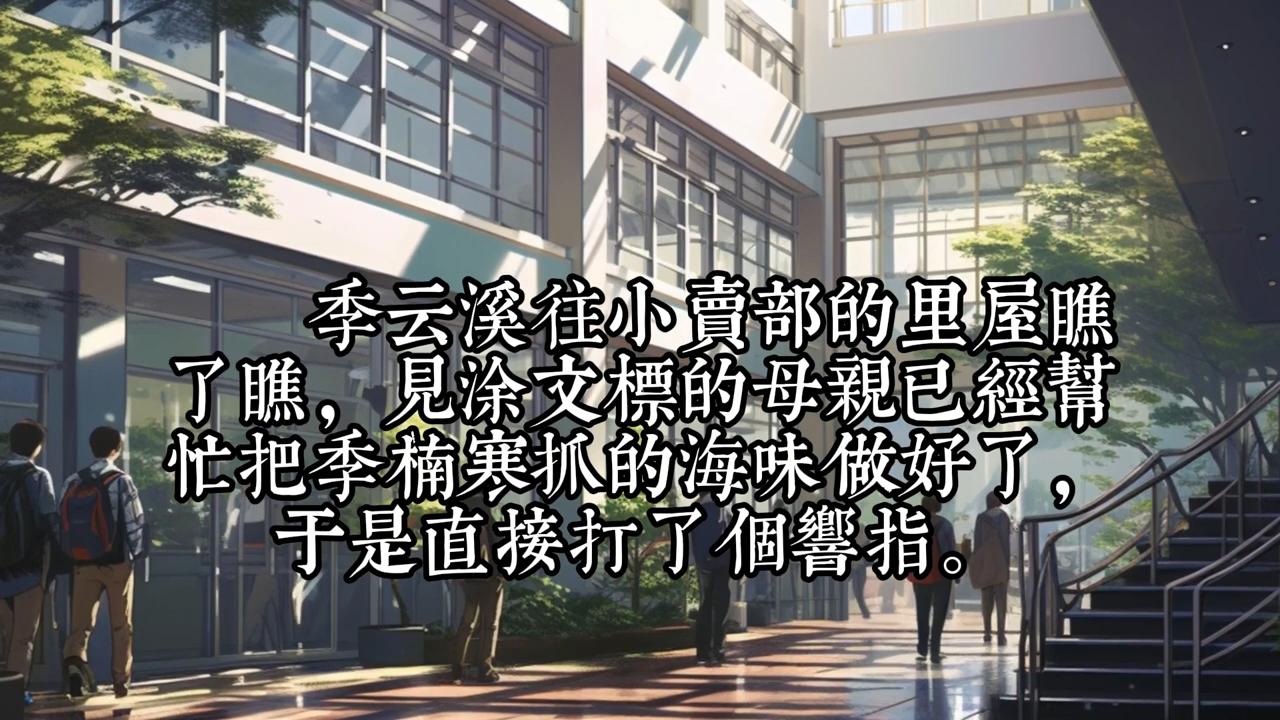 季云溪往小賣部的里屋瞧
了瞧，見涂文標的母親已經幫
忙把季楠寒抓的海味做好了，
于是直接打了個響指。